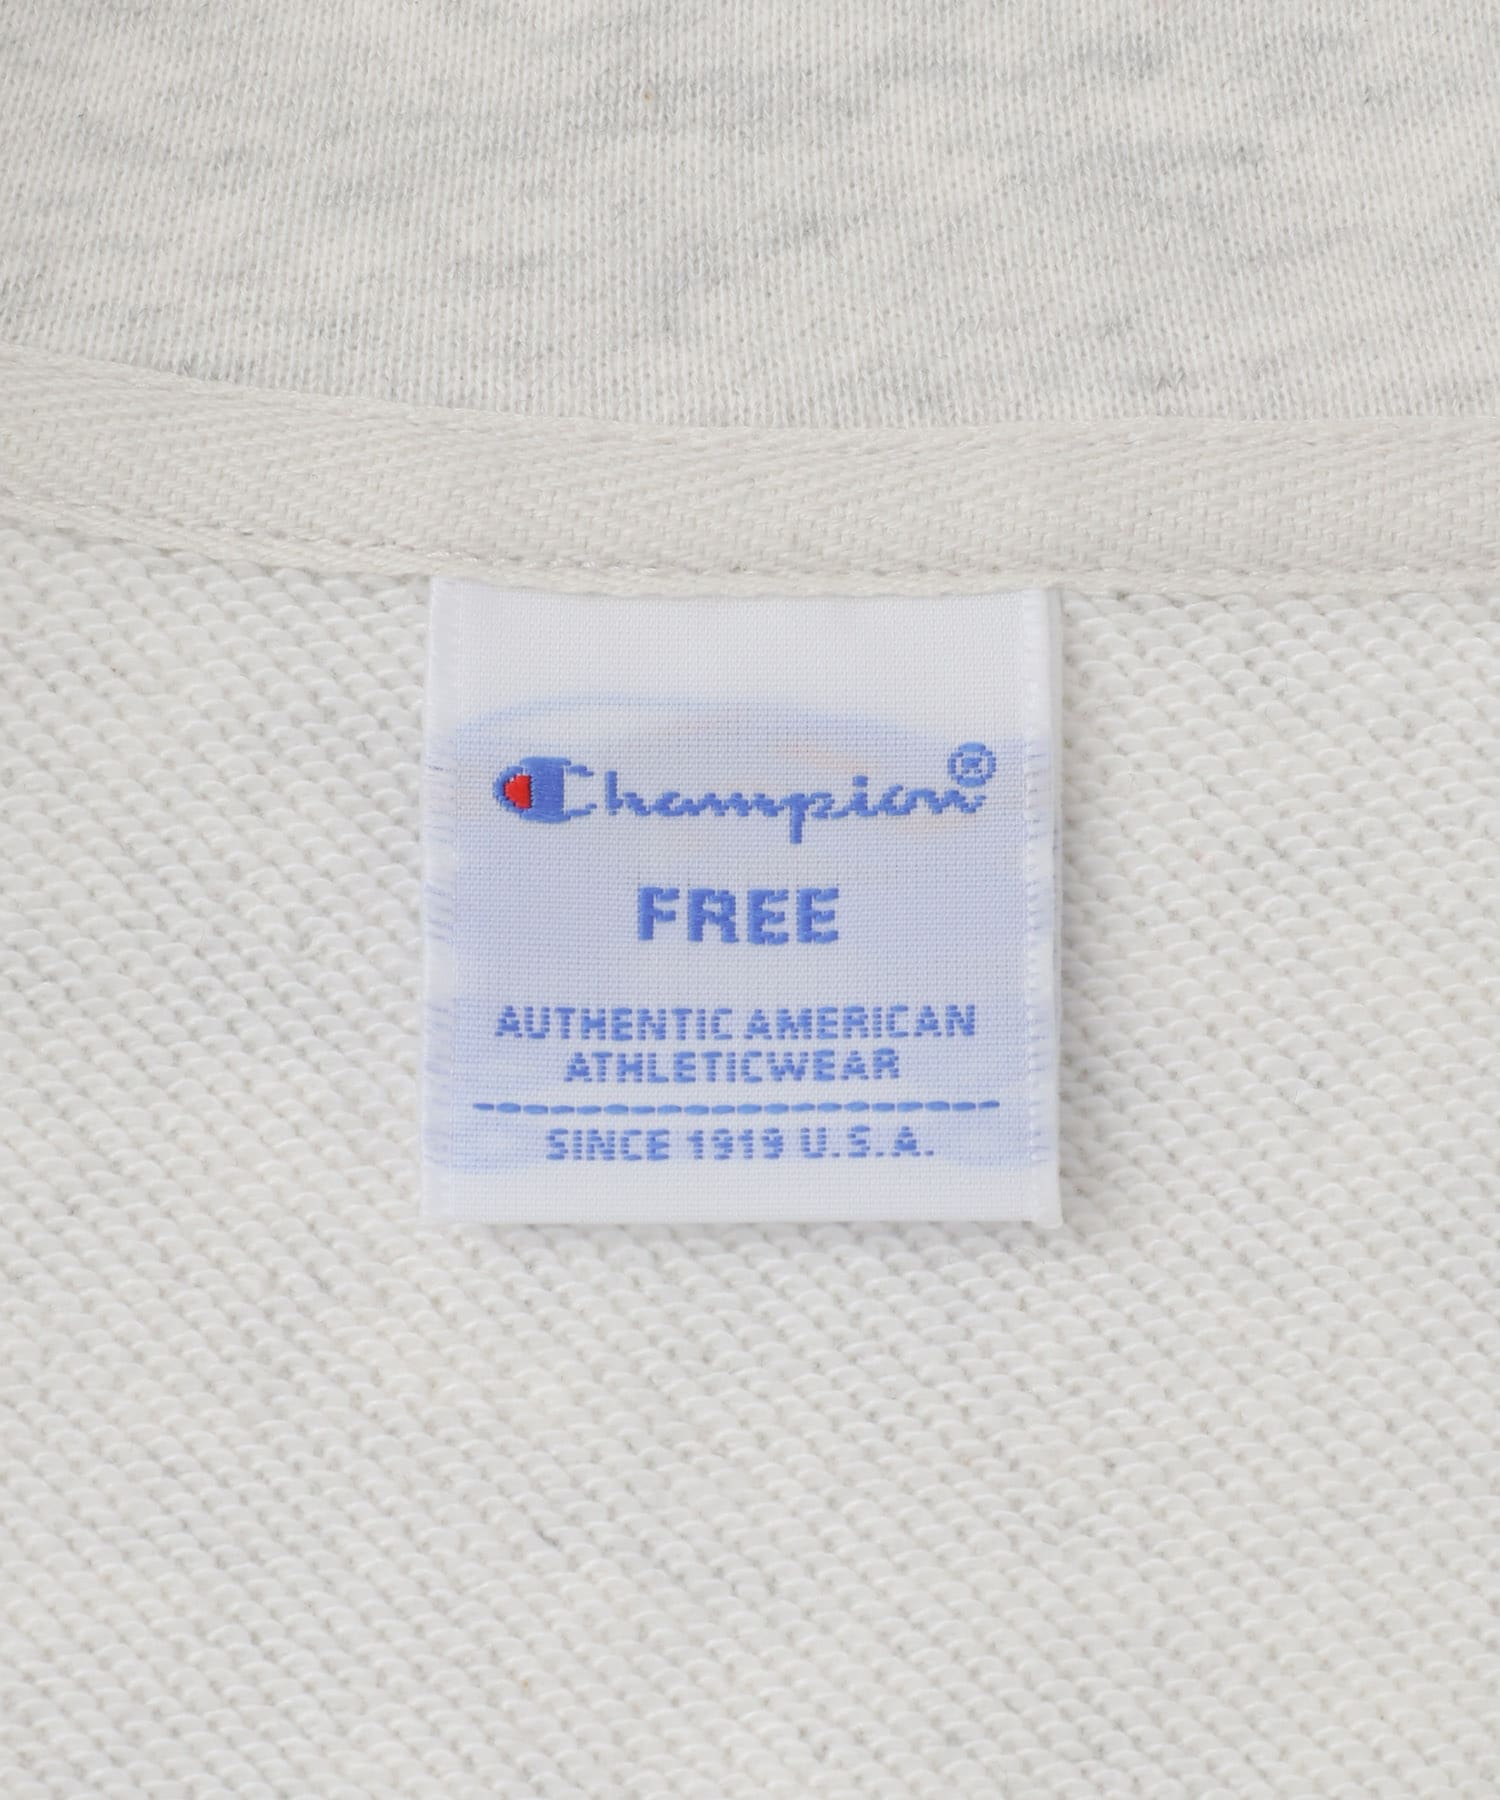 Champion®
FREE
AUTHENTIC AMERICAN
ATHLETICWEAR
SINCE 1919 U.S.A.